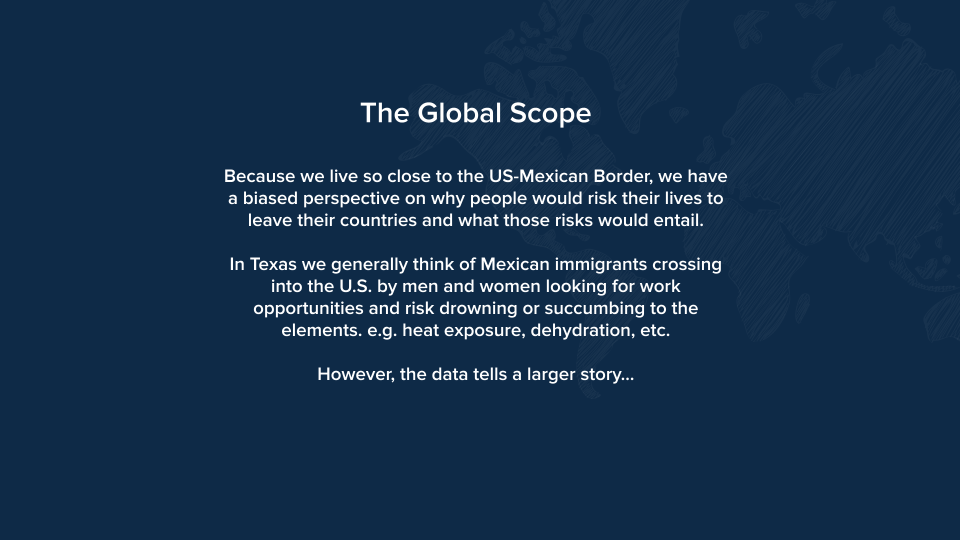 The Global Scope
Because we live so close to the US-Mexican Border, we have
a biased perspective on why people would risk their lives to
leave their countries and what those risks would entail.
In Texas we generally think of Mexican immigrants crossing
into the U.S. by men and women looking for work
opportunities and risk drowning or succumbing to the
elements. e.g. heat exposure, dehydration, etc.
However, the data tells a larger story...